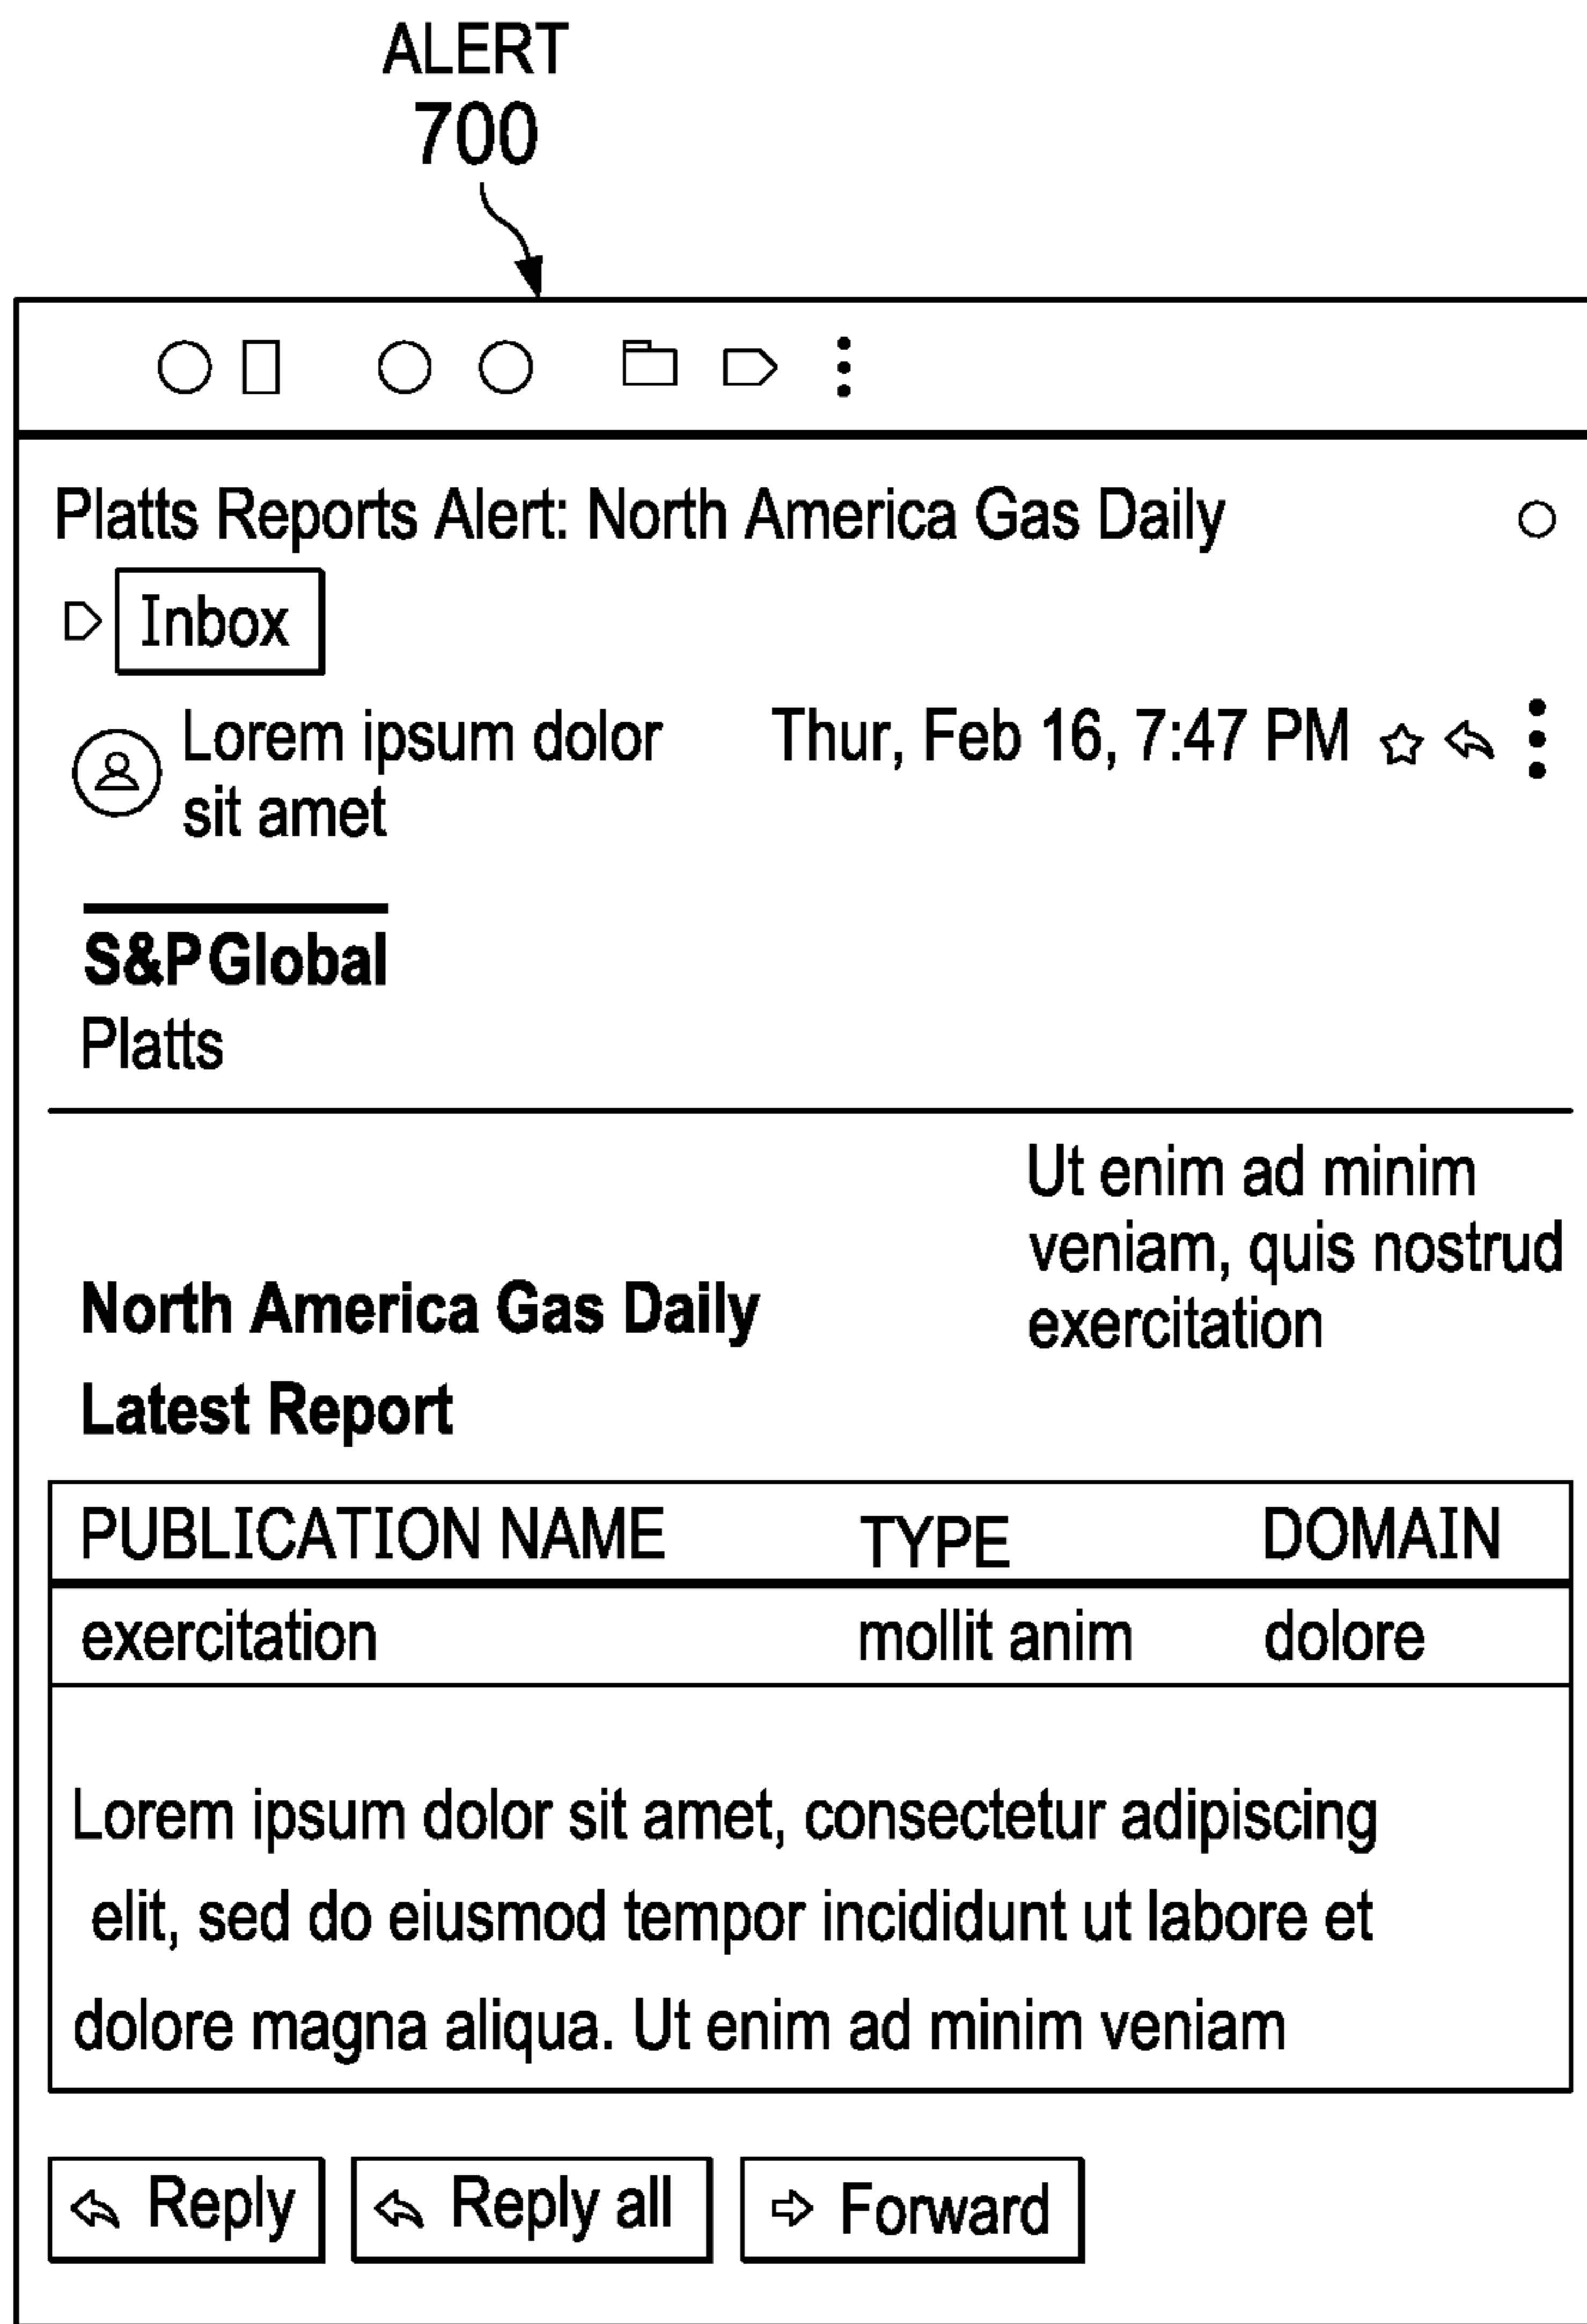 ALERT
700
Platts Reports Alert: North America Gas Daily
Inbox
Lorem ipsum dolor sit amet
Thur, Feb 16, 7:47 PM
S&P Global
Platts
Ut enim ad minim
veniam, quis nostrud
exercitation
North America Gas Daily
Latest Report
PUBLICATION NAME TYPE DOMAIN
exercitation mollit anim dolore
Lorem ipsum dolor sit amet, consectetur adipiscing
elit, sed do eiusmod tempor incididunt ut labore et
dolore magna aliqua. Ut enim ad minim veniam
Reply Reply all Forward